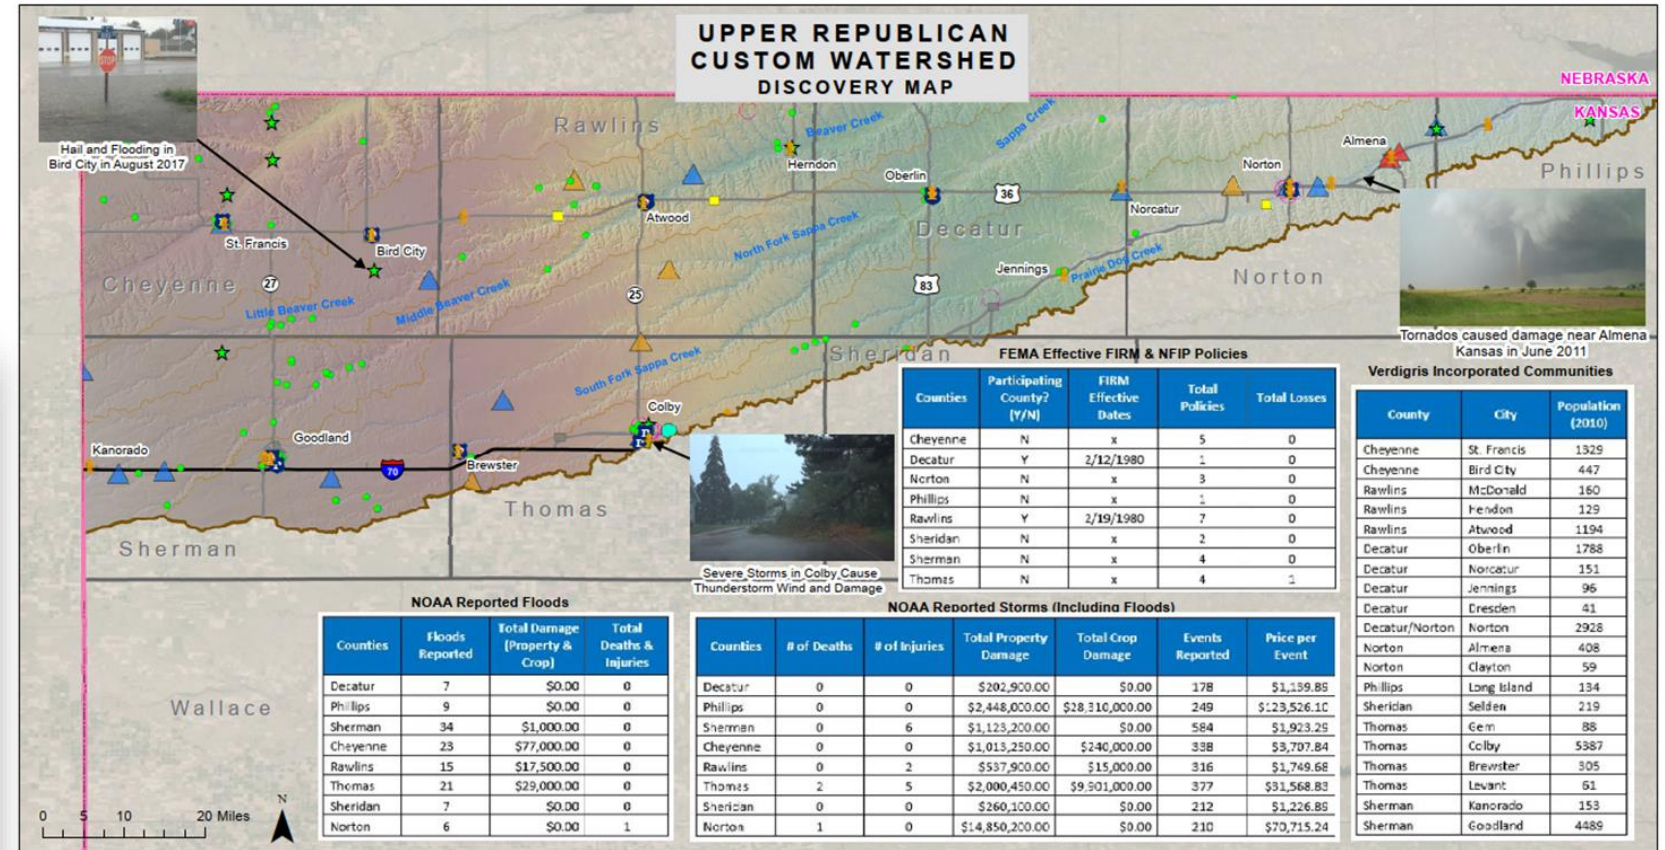 UPPER REPUBLICAN
CUSTOM WATERSHED
DISCOVERY MAP
NEBRASKA
KANSAS
STOP
Hail and Flooding in
Bird City in August 2017
Rawlins
Beaver Creek
Sappa Creek
Herndon
Oberlin
36
Norton
Almena
Phillips
Atwood
Norcatur
St. Francis
Bird City
North Fork Sappa Creek
Decatur
Jennings
Prairie Dog Creek
Norton
Cheyenne
27
25
83
Little Beaver Creek
Middle Beaver Creek
Tornados caused damage near Almena
Kansas in June 2011
Sheridan
South Fork Sappa Creek
Colby
Kanorado
Goodland
70
Brewster
Thomas
Sherman
Severe Storms in Colby Cause
Thunderstorm Wind and Damage
Wallace
0 5 10 20 Miles
N
FEMA Effective FIRM & NFIP Policies
Counties Participating County? (Y/N) FIRM Effective Dates Total Policies Total Losses
Cheyenne N x 5 0
Decatur Y 2/12/1980 1 0
Norton N x 3 0
Phillips N x 1 0
Rawlins Y 2/19/1980 7 0
Sheridan N x 2 0
Sherman N x 4 0
Thomas N x 4 1
Verdigris Incorporated Communities
County City Population (2010)
Cheyenne St. Francis 1329
Cheyenne Bird City 447
Rawlins McDonald 160
Rawlins Hendon 129
Rawlins Atwood 1194
Decatur Oberlin 1788
Decatur Norcatur 151
Decatur Jennings 96
Decatur Dresden 41
Decatur/Norton Norton 2928
Norton Almena 408
Norton Clayton 59
Phillips Long Island 134
Sheridan Selden 219
Thomas Gem 88
Thomas Colby 5387
Thomas Brewster 305
Thomas Levant 61
Sherman Kanorado 153
Sherman Goodland 4489
NOAA Reported Floods
Counties Floods Reported Total Damage (Property & Crop) Total Deaths & Injuries
Decatur 7 $0.00 0
Phillips 9 $0.00 0
Sherman 34 $1,000.00 0
Cheyenne 23 $77,000.00 0
Rawlins 15 $17,500.00 0
Thomas 21 $29,000.00 0
Sheridan 7 $0.00 0
Norton 6 $0.00 1
NOAA Reported Storms (Including Floods)
Counties # of Deaths # of Injuries Total Property Damage Total Crop Damage Events Reported Price per Event
Decatur 0 0 $202,900.00 $0.00 178 $1,139.89
Phillips 0 0 $2,448,000.00 $28,310,000.00 249 $123,526.10
Sherman 0 6 $1,123,200.00 $0.00 584 $1,923.29
Cheyenne 0 0 $1,013,250.00 $240,000.00 338 $3,707.84
Rawlins 0 2 $537,900.00 $15,000.00 316 $1,749.68
Thomas 2 5 $2,000,450.00 $9,901,000.00 377 $31,568.83
Sheridan 0 0 $260,100.00 $0.00 212 $1,226.89
Norton 1 0 $14,850,200.00 $0.00 210 $70,715.24